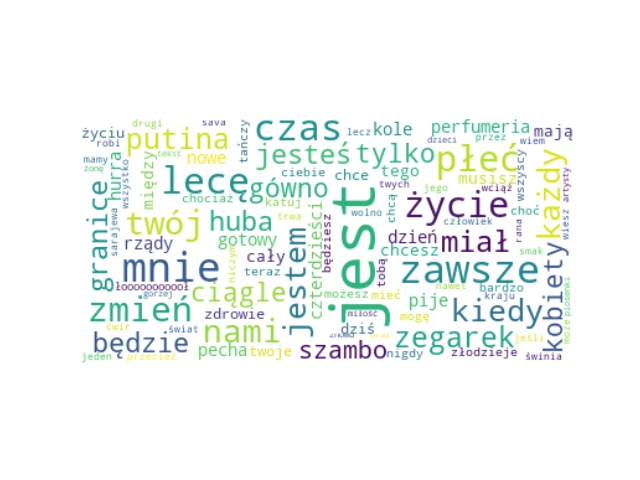 drugi
sava
życiu
putina
robi
tańczy
czas
lecz
kole
perfumeria
mają
dzieci
przez
wiem
mamy
tekst
nowe
jesteś
tylko
płeć
żonę
hurra
wszystko
między
lecę
gówno
ciebie
chce
tego
musisz
wszyscy
każdy
artysty
granice
sarajewa
chociaż
katuj
twych
jego
wciąż
życie
twój
huba
trwa
wolno
chcą
człowiek
choć
rana
wiesz
rządy
gotowy
czterdzieści
będziesz
jest
dzień
miał
chcesz
smak
mnie
niczym
cały
teraz
jestem
tobą
zawsze
kobiety
łooooooooooł
gorzej
ciągle
możesz
mieć
nawet
bardzo
kraju
zmień
zdrowie
miłość
mogę
pije
kiedy
piosenki
może
ćwir
świat
nami
dziś
zegarek
jeśli
będzie
jeden
przecież
pecha
twoje
szambo
nigdy
złodzieje
świnia